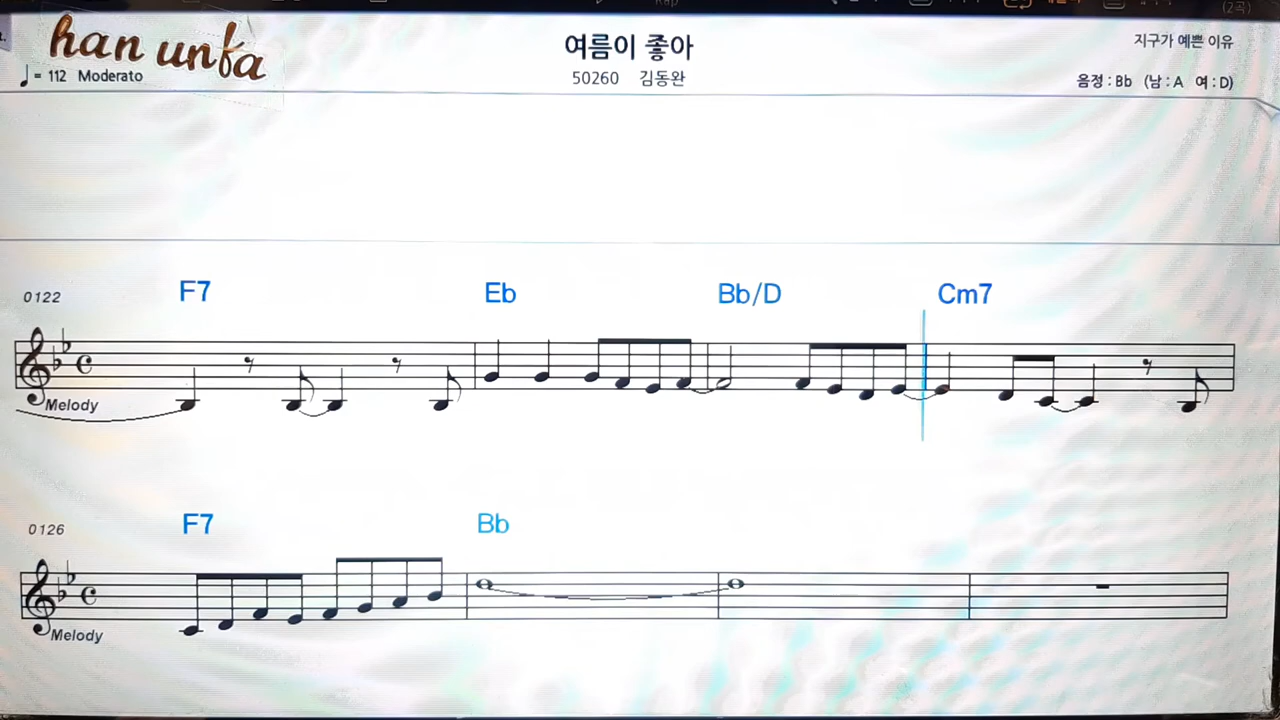 han unfa
♩= 112 Moderato
여름이 좋아
50260 김동완
지구가 예쁜 이유
음정 : Bb (남 : A 여 : D)
0122 F7 Eb Bb/D Cm7
Melody
0126 F7 Bb
Melody